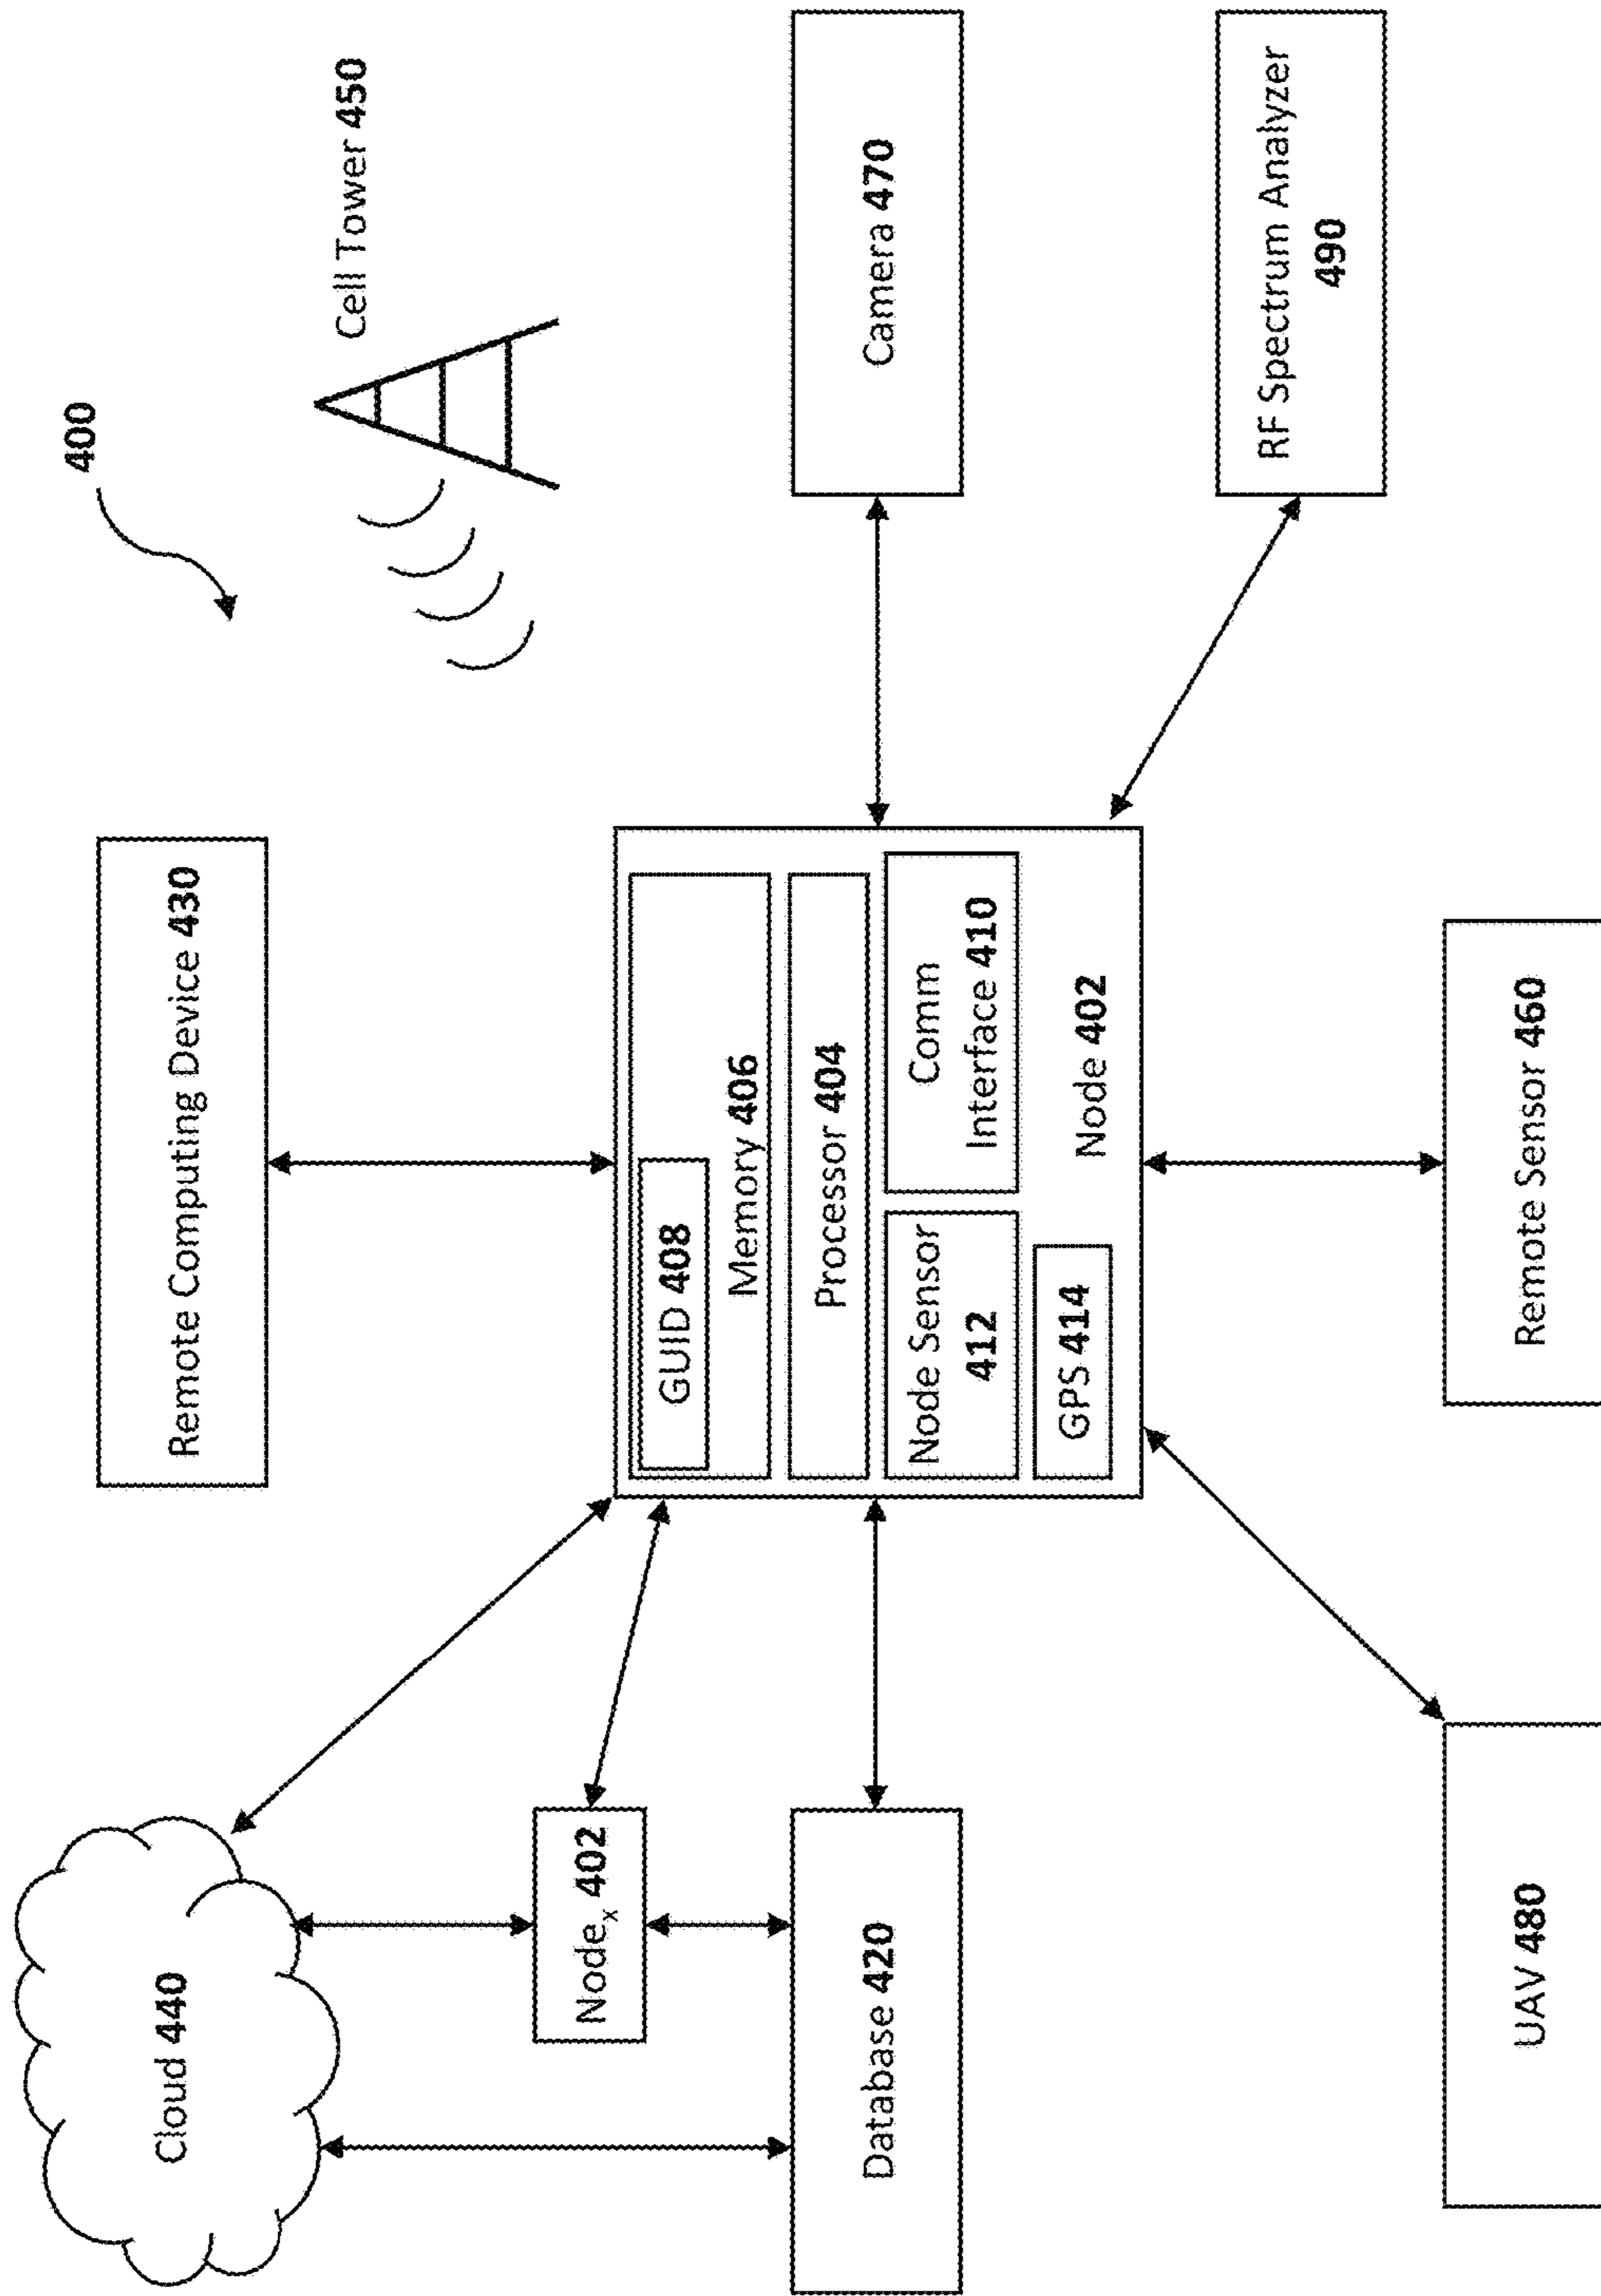 400
Cloud 440
Remote Computing Device 430
Cell Tower 450
Node x 402
GUID 408
Memory 406
Processor 404
Database 420
Node Sensor
412
Comm
Interface 410
Camera 470
GPS 414
Node 402
RF Spectrum Analyzer
490
UAV 480
Remote Sensor 460